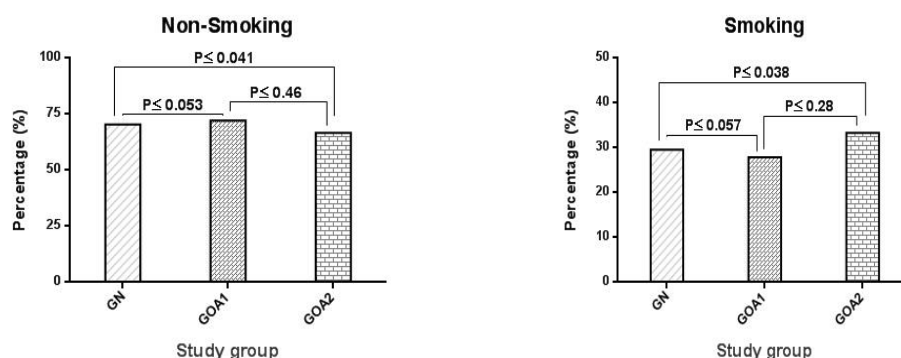 Non-Smoking
100
75
50
25
0
Percentage (%)
P≤ 0.041
P≤ 0.053
P≤ 0.46
GN
GOA1
GOA2
Study group
Smoking
50
40
30
20
10
0
Percentage (%)
P≤ 0.038
P≤ 0.057
P≤ 0.28
GN
GOA1
GOA2
Study group